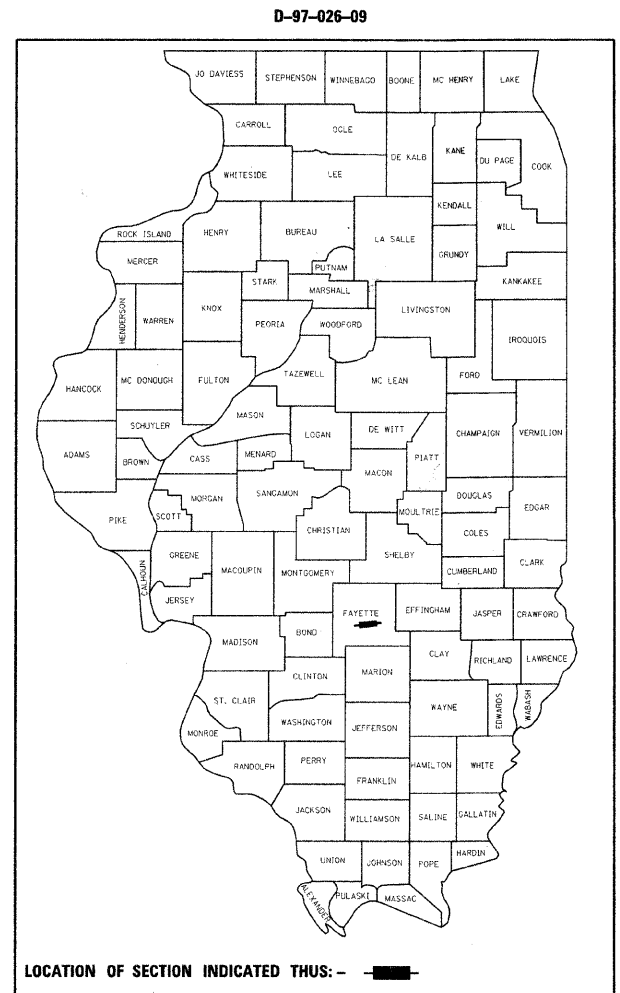 D-97-026-09
JO DAVIESS
STEPHENSON
WINNEBAGO
BOONE
MC HENRY
LAKE
CARROLL
OGLE
DE KALB
KANE
DU PAGE
COOK
WHITESIDE
LEE
KENDALL
ROCK ISLAND
HENRY
BUREAU
LA SALLE
GRUNDY
WILL
MERCER
PUTNAM
KANKAKEE
STARK
MARSHALL
HENDERSON
WARREN
KNOX
PEORIA
WOODFORD
LIVINGSTON
IROQUOIS
HANCOCK
MC DONOUGH
FULTON
TAZEWELL
MC LEAN
FORD
MASON
SCHUYLER
LOGAN
DE WITT
CHAMPAIGN
VERMILION
ADAMS
BROWN
CASS
MENARD
PIATT
MACON
PIKE
SCOTT
MORGAN
SANGAMON
MOULTRIE
DOUGLAS
EDGAR
CHRISTIAN
COLES
CALHOUN
GREENE
MACOUPIN
MONTGOMERY
SHELBY
CUMBERLAND
CLARK
JERSEY
FAYETTE
EFFINGHAM
JASPER
CRAWFORD
MADISON
BOND
CLAY
RICHLAND
LAWRENCE
CLINTON
MARION
ST. CLAIR
WAYNE
EDWARDS
WABASH
MONROE
WASHINGTON
JEFFERSON
RANDOLPH
PERRY
HAMILTON
WHITE
FRANKLIN
JACKSON
WILLIAMSON
SALINE
GALLATIN
UNION
JOHNSON
POPE
HARDIN
ALEXANDER
PULASKI
MASSAC
LOCATION OF SECTION INDICATED THUS:-